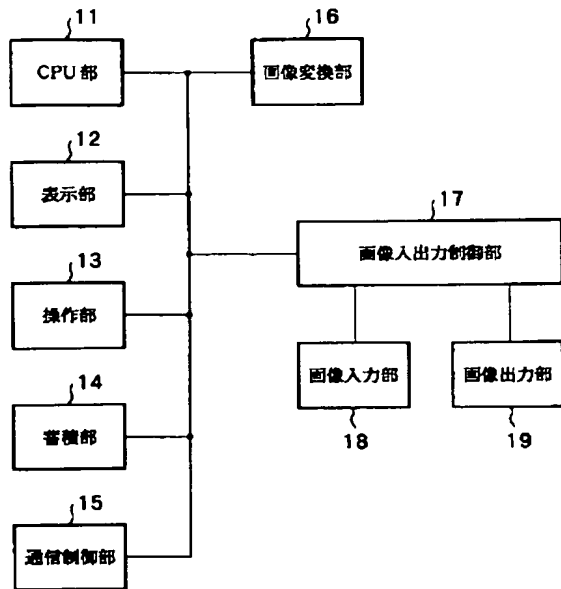 11
CPU部
12
表示部
13
操作部
14
蓄積部
15
通信制御部
16
画像変換部
17
画像入出力制御部
画像入力部
18
画像出力部
19